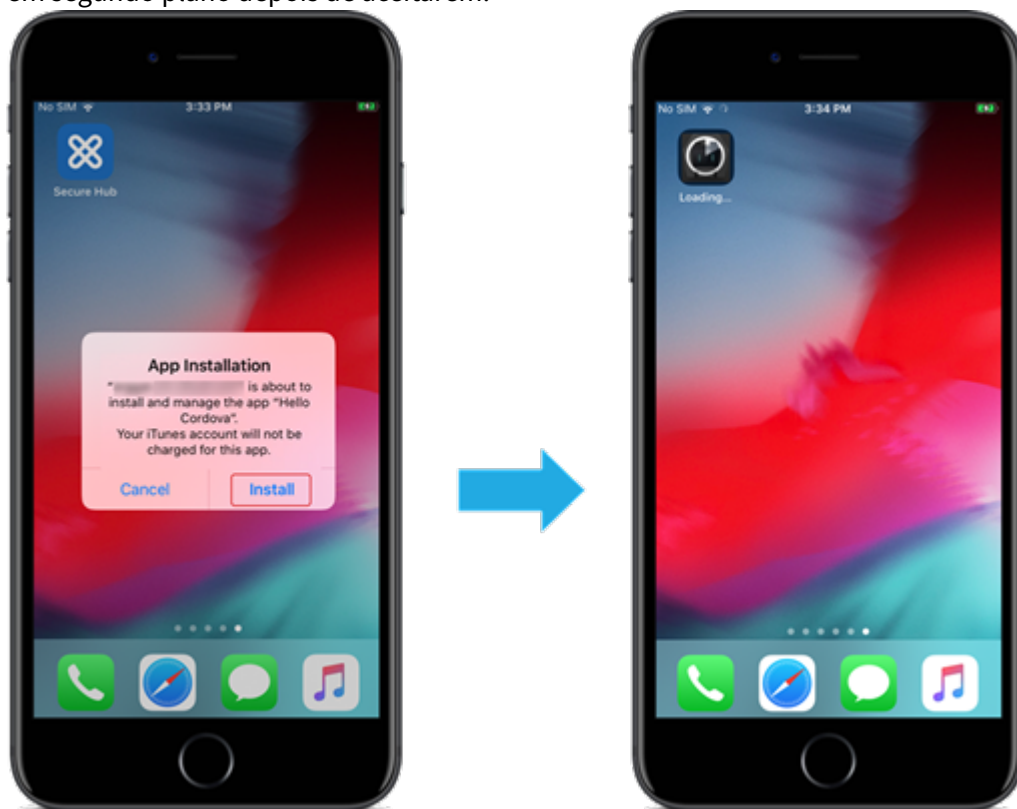 em segundo plano depois de aceitarem.
No SIM 3:33 PM
Secure Hub
App Installation
" is about to
install and manage the app "Hello
Cordova".
Your iTunes account will not be
charged for this app.
Cancel Install
No SIM 3:34 PM
Loading...